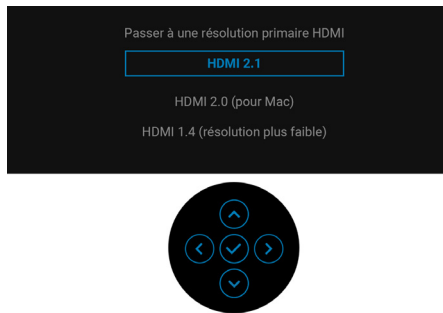 Passer à une résolution primaire HDMI
HDMI 2.1
HDMI 2.0 (pour Mac)
HDMI 1.4 (résolution plus faible)